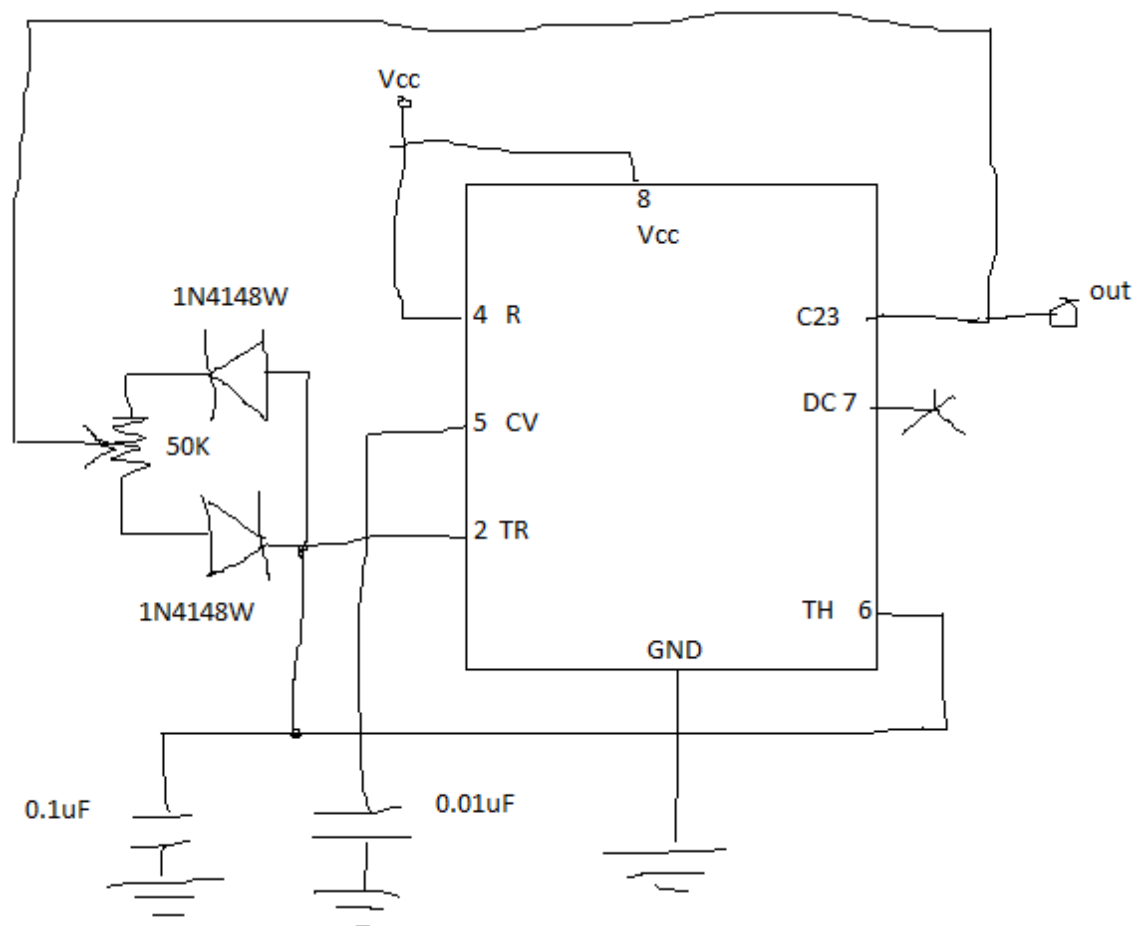 Vcc
8
Vcc
1N4148W
4 R
C23
out
50K
5 CV
DC 7
2 TR
1N4148W
TH 6
GND
0.1uF
0.01uF